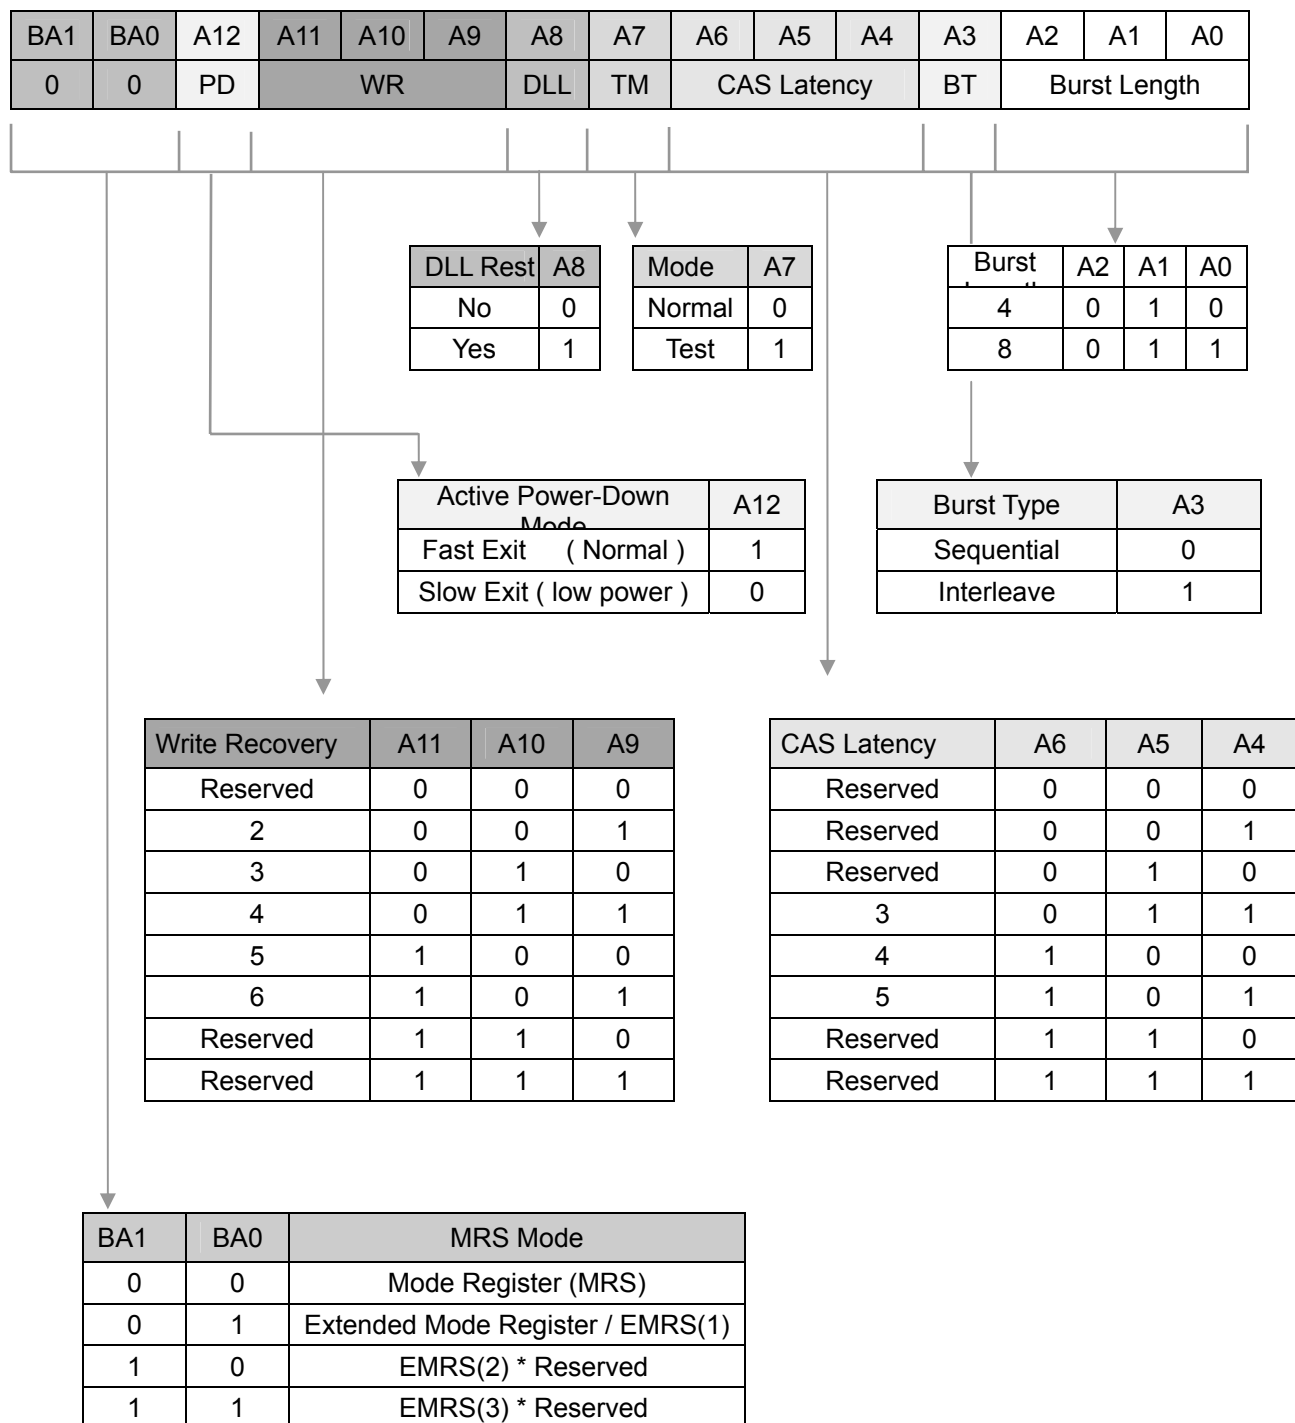 BA1 BA0 A12 A11 A10 A9 A8 A7 A6 A5 A4 A3 A2 A1 A0
0 0 PD WR DLL TM CAS Latency BT Burst Length
DLL Rest A8
No 0
Yes 1
Mode A7
Normal 0
Test 1
Burst A2 A1 A0
4 0 1 0
8 0 1 1
Active Power-Down A12
Mode
Fast Exit ( Normal ) 1
Slow Exit ( low power ) 0
Burst Type A3
Sequential 0
Interleave 1
Write Recovery A11 A10 A9
Reserved 0 0 0
2 0 0 1
3 0 1 0
4 0 1 1
5 1 0 0
6 1 0 1
Reserved 1 1 0
Reserved 1 1 1
CAS Latency A6 A5 A4
Reserved 0 0 0
Reserved 0 0 1
Reserved 0 1 0
3 0 1 1
4 1 0 0
5 1 0 1
Reserved 1 1 0
Reserved 1 1 1
BA1 BA0 MRS Mode
0 0 Mode Register (MRS)
0 1 Extended Mode Register / EMRS(1)
1 0 EMRS(2) * Reserved
1 1 EMRS(3) * Reserved